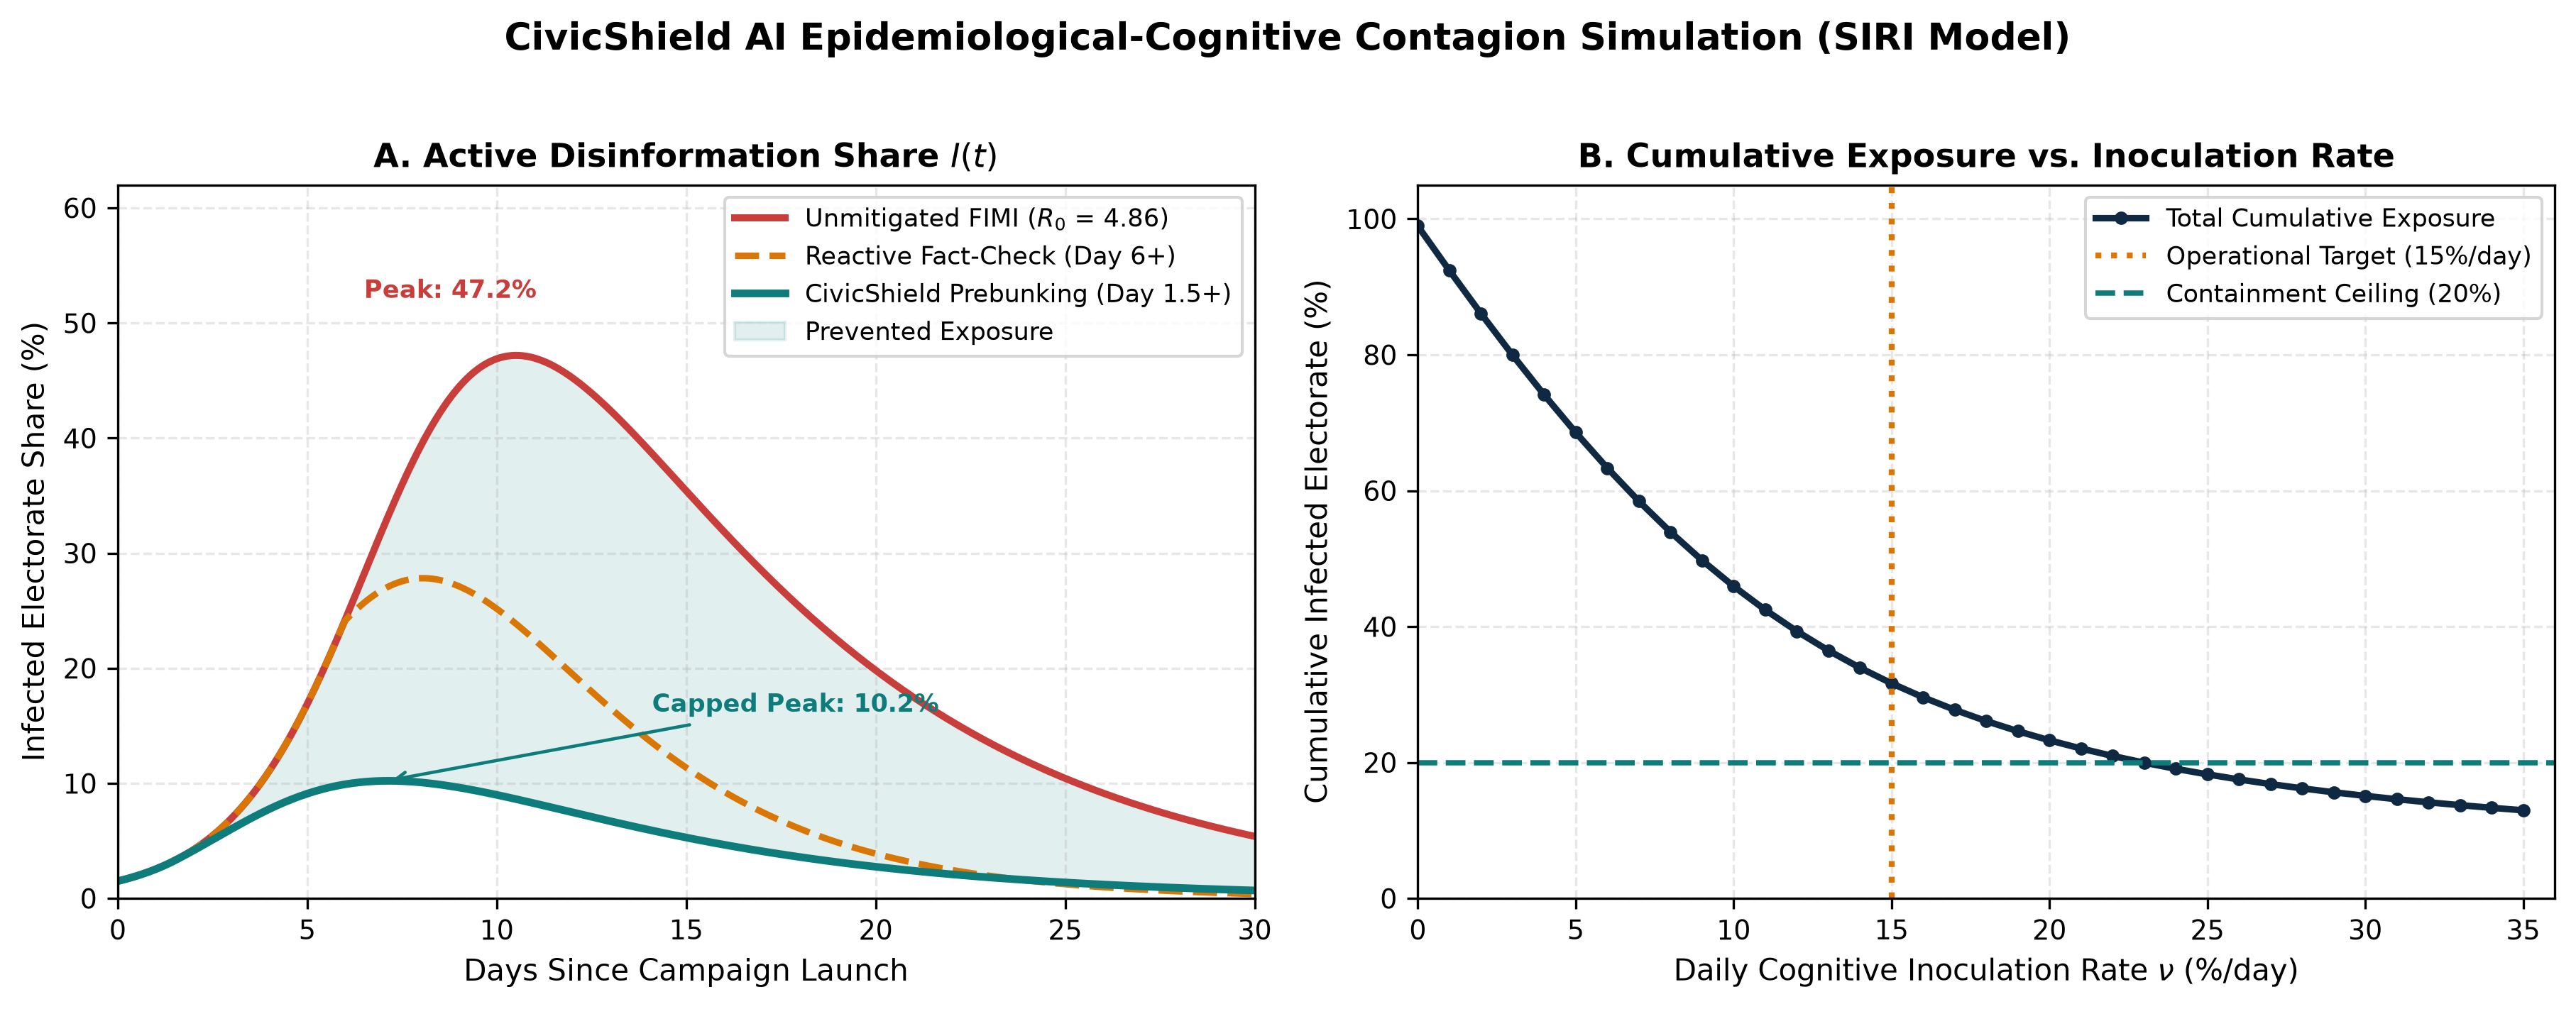 CivicShield AI Epidemiological-Cognitive Contagion Simulation (SIRI Model)
A. Active Disinformation Share I(t)
Infected Electorate Share (%)
60
50
40
30
20
10
0
Unmitigated FIMI (R₀ = 4.86)
Reactive Fact-Check (Day 6+)
CivicShield Prebunking (Day 1.5+)
Prevented Exposure
Peak: 47.2%
Capped Peak: 10.2%
0 5 10 15 20 25 30
Days Since Campaign Launch
B. Cumulative Exposure vs. Inoculation Rate
Cumulative Infected Electorate (%)
100
80
60
40
20
0
Total Cumulative Exposure
Operational Target (15%/day)
Containment Ceiling (20%)
0 5 10 15 20 25 30 35
Daily Cognitive Inoculation Rate ν (%/day)